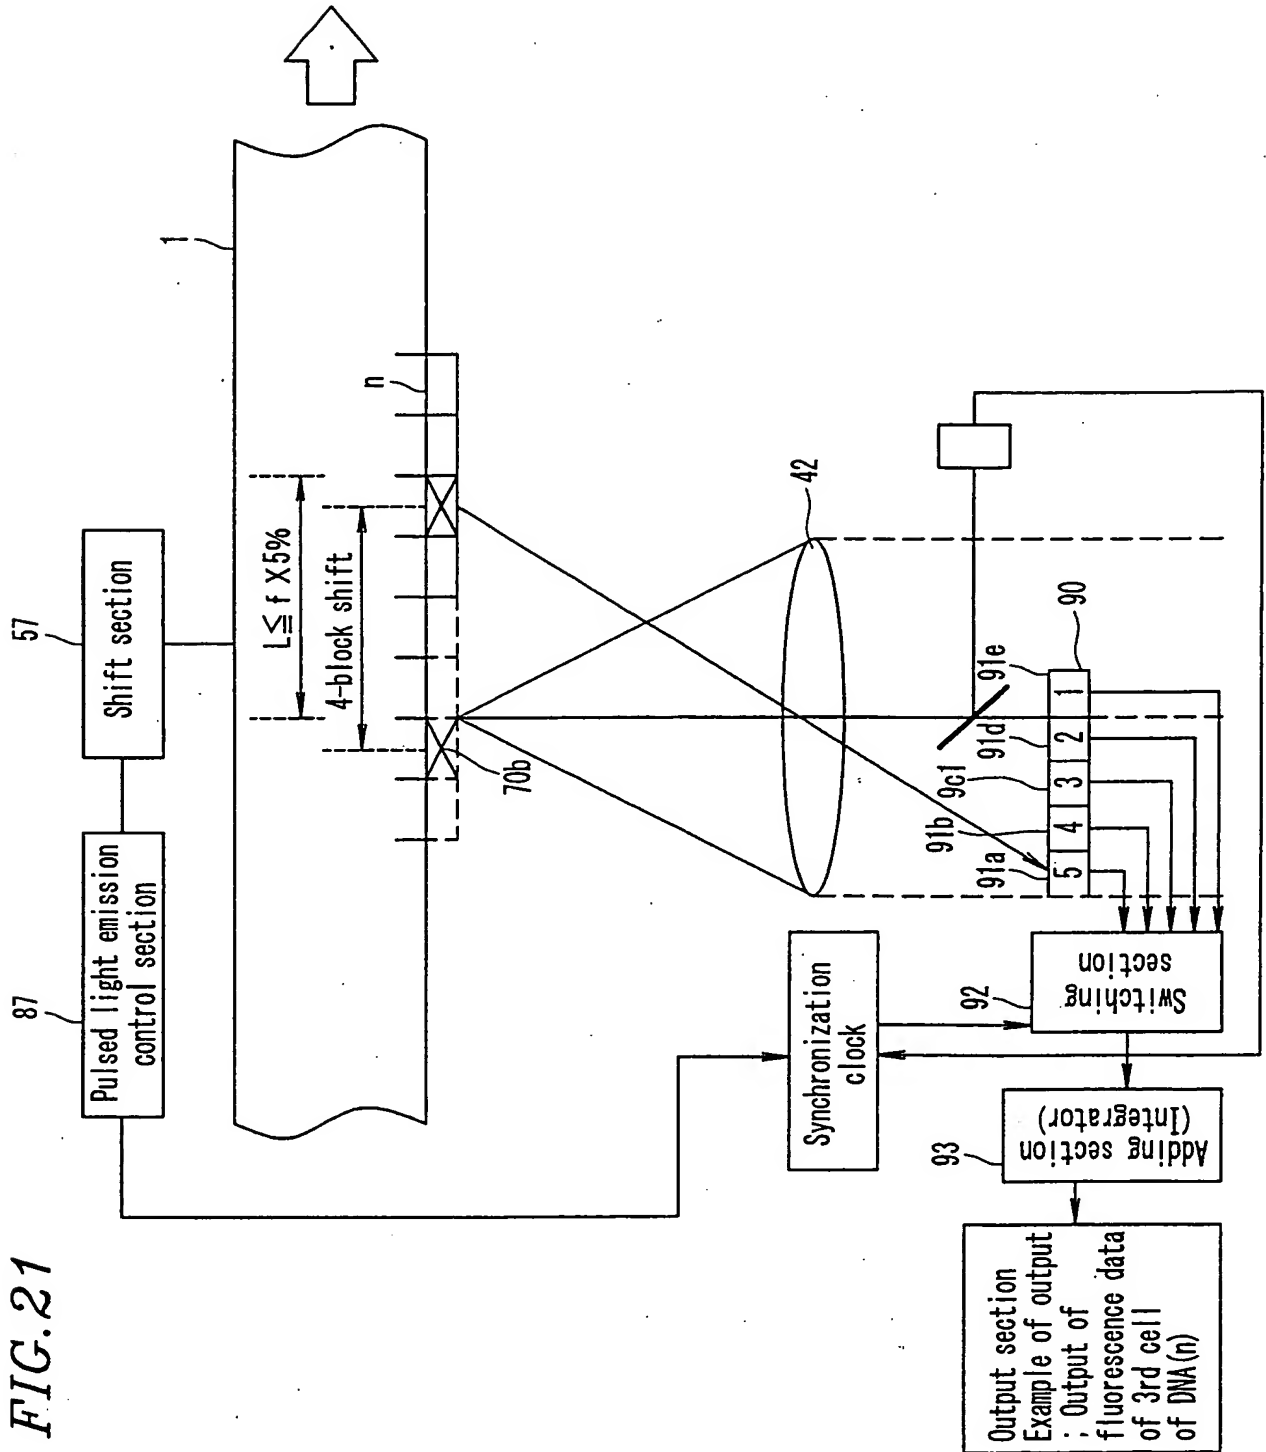 FIG.21
87
Pulsed light emission
control section
57
Shift section
1
L≦f X5%
4-block shift
n
70b
42
Synchronization
clock
90
91a
91b
9c1
91d
91e
5
4
3
2
1
92
Switching
section
93
Adding section
(Integrator)
Output section
Example of output
; Output of
fluorescence data
of 3rd cell
of DNA(n)